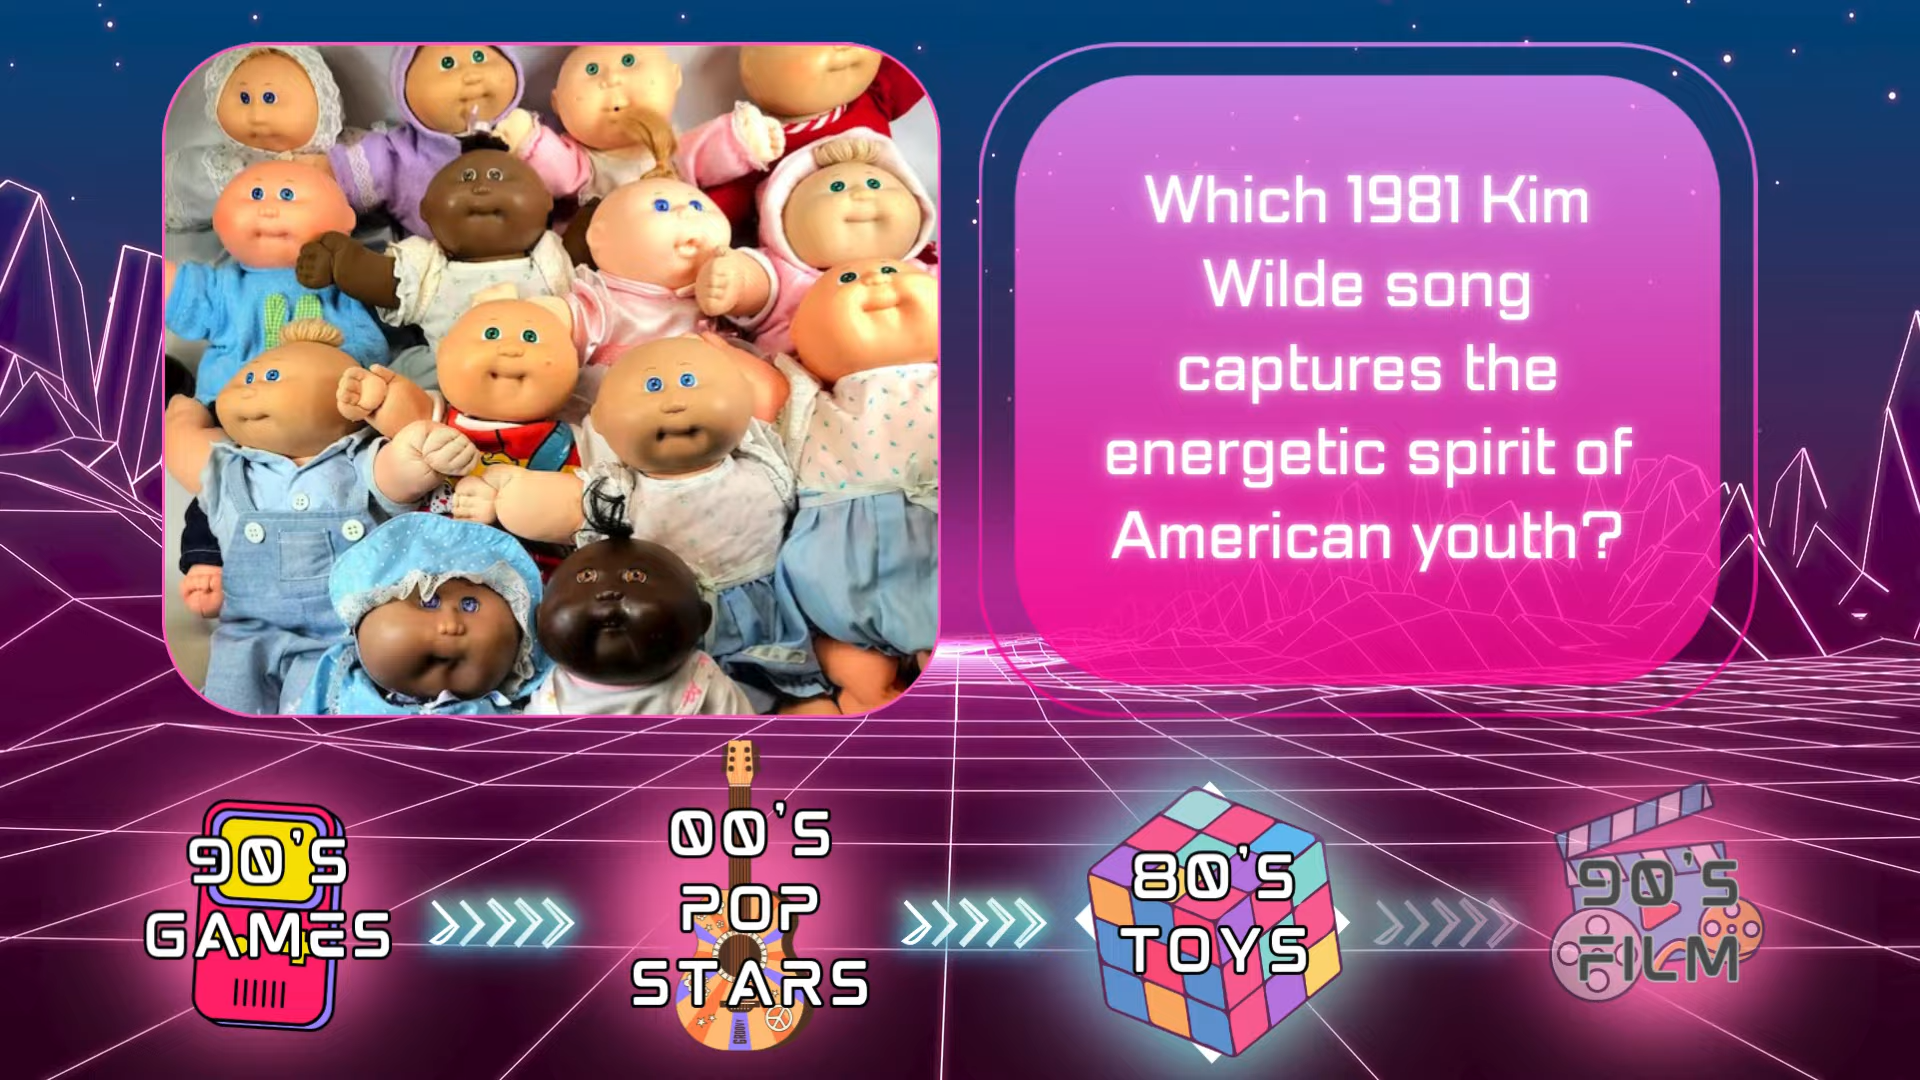 Which 1981 Kim
Wilde song
captures the
energetic spirit of
American youth?
90's
GAMES
00's
POP
STARS
GROOVY
80's
TOYS
90's
FILM